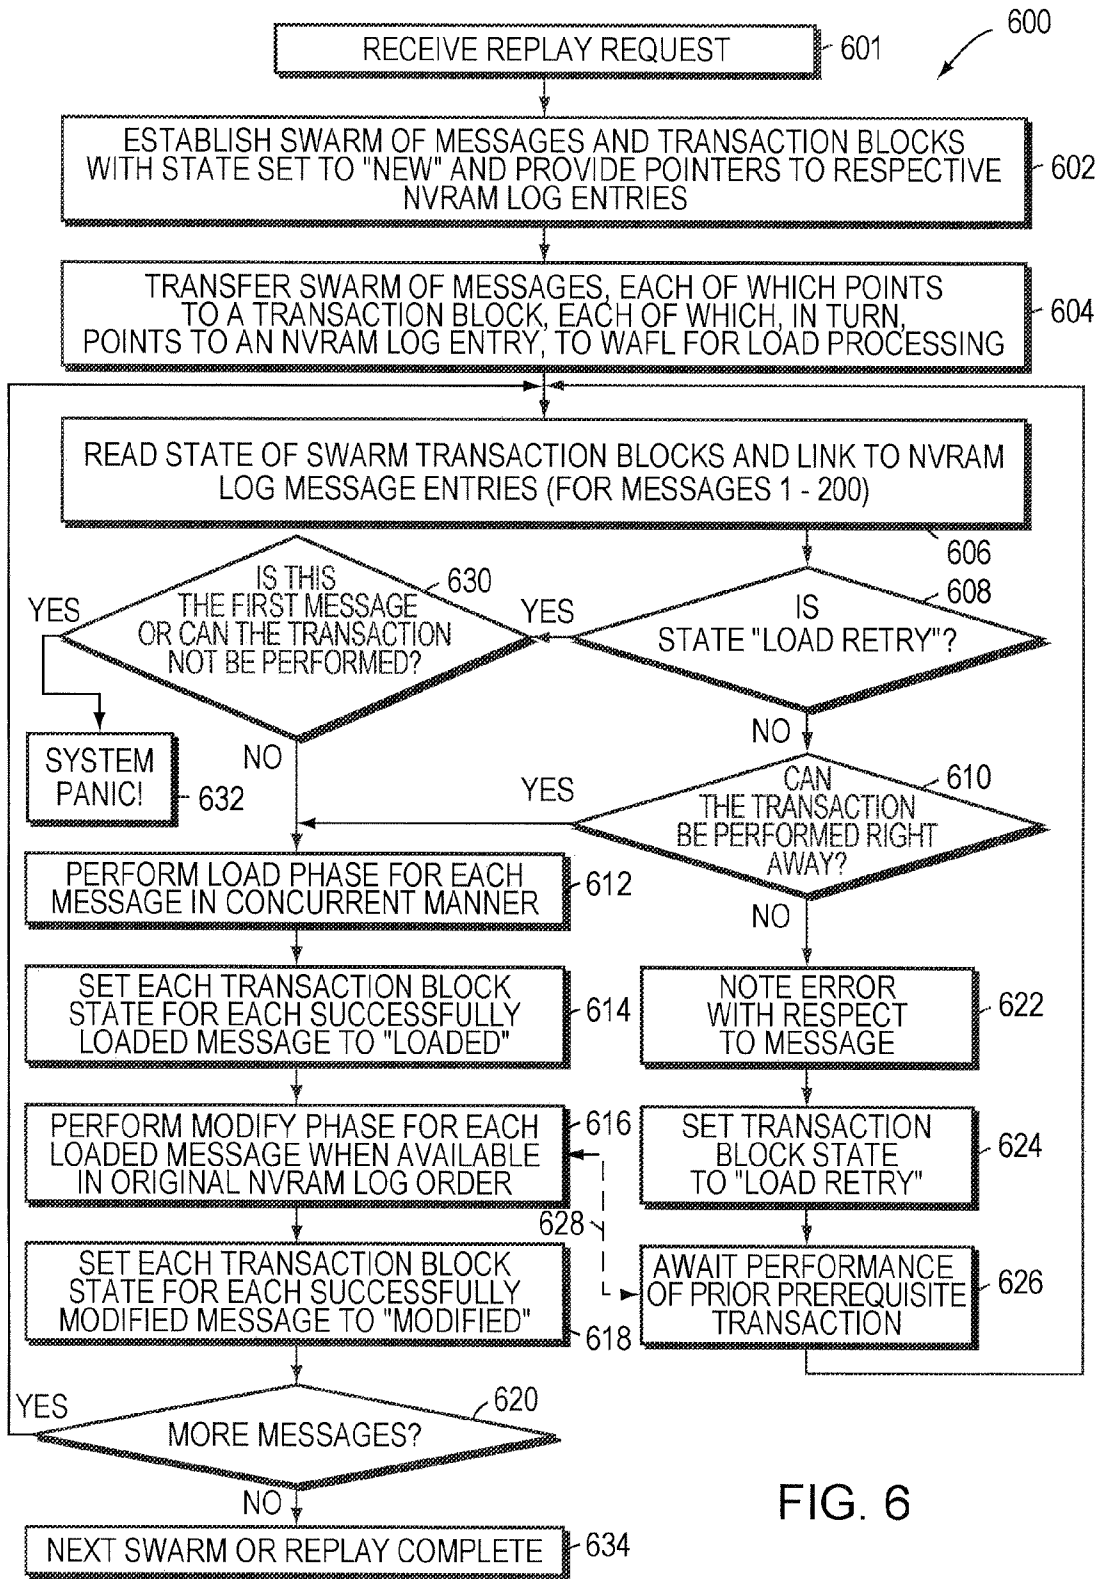 600
RECEIVE REPLAY REQUEST
601
ESTABLISH SWARM OF MESSAGES AND TRANSACTION BLOCKS
WITH STATE SET TO "NEW" AND PROVIDE POINTERS TO RESPECTIVE
NVRAM LOG ENTRIES
602
TRANSFER SWARM OF MESSAGES, EACH OF WHICH POINTS
TO A TRANSACTION BLOCK, EACH OF WHICH, IN TURN,
POINTS TO AN NVRAM LOG ENTRY, TO WAFL FOR LOAD PROCESSING
604
READ STATE OF SWARM TRANSACTION BLOCKS AND LINK TO NVRAM
LOG MESSAGE ENTRIES (FOR MESSAGES 1 - 200)
606
IS
STATE "LOAD RETRY"?
608
YES
IS THIS
THE FIRST MESSAGE
OR CAN THE TRANSACTION
NOT BE PERFORMED?
630
YES
SYSTEM
PANIC!
632
NO
NO
CAN
THE TRANSACTION
BE PERFORMED RIGHT
AWAY?
610
YES
NO
PERFORM LOAD PHASE FOR EACH
MESSAGE IN CONCURRENT MANNER
612
SET EACH TRANSACTION BLOCK
STATE FOR EACH SUCCESSFULLY
LOADED MESSAGE TO "LOADED"
614
NOTE ERROR
WITH RESPECT
TO MESSAGE
622
PERFORM MODIFY PHASE FOR EACH
LOADED MESSAGE WHEN AVAILABLE
IN ORIGINAL NVRAM LOG ORDER
616
SET TRANSACTION
BLOCK STATE
TO "LOAD RETRY"
624
628
SET EACH TRANSACTION BLOCK
STATE FOR EACH SUCCESSFULLY
MODIFIED MESSAGE TO "MODIFIED"
618
AWAIT PERFORMANCE
OF PRIOR PREREQUISITE
TRANSACTION
626
YES
MORE MESSAGES?
620
NO
NEXT SWARM OR REPLAY COMPLETE
634
FIG. 6